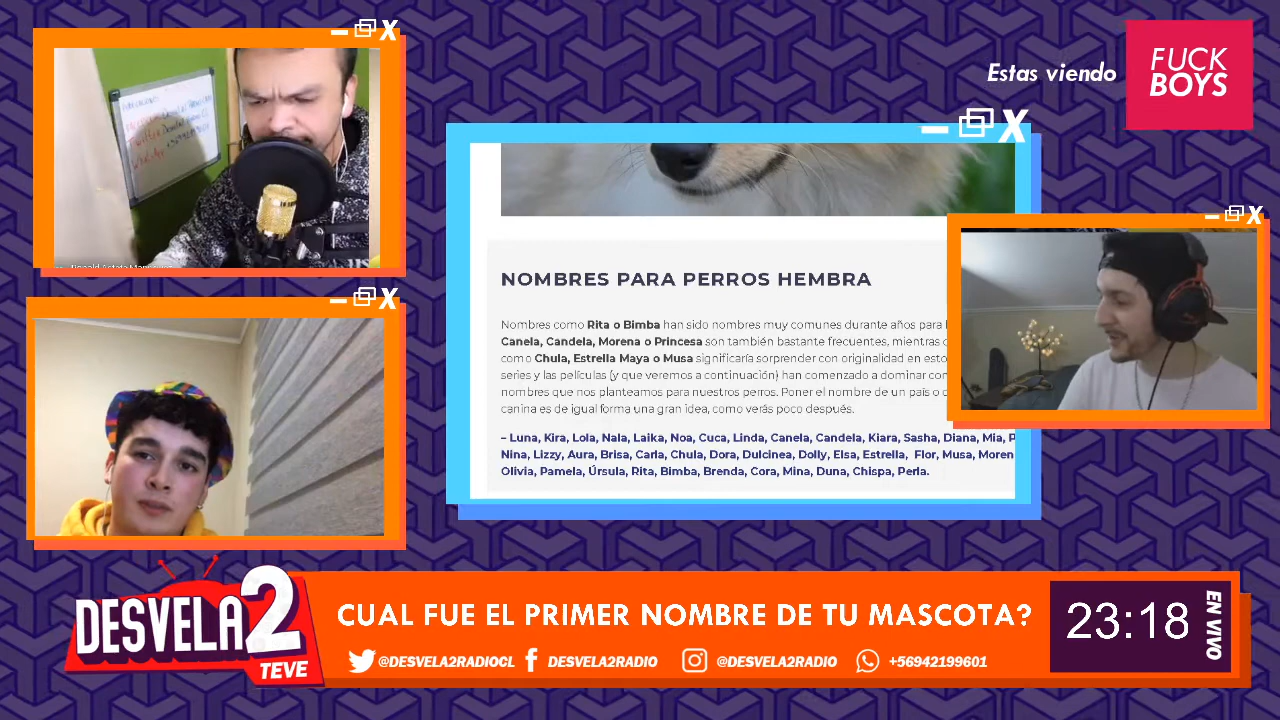 Estas viendo
FUCK
BOYS
NOMBRES PARA PERROS HEMBRA
Nombres como Rita o Bimba han sido nombres muy comunes durante años para
Canela, Candela, Morena o Princesa son también bastante frecuentes, mientras
como Chula, Estrella Maya o Musa significaría sorprender con originalidad en esto
series y las películas (y que veremos a continuación) han comenzado a dominar con
nombres que nos planteamos para nuestros perros. Poner el nombre de un país o
canina es de igual forma una gran idea, como verás poco después.
– Luna, Kira, Lola, Nala, Laika, Noa, Cuca, Linda, Canela, Candela, Kiara, Sasha, Diana, Mia, P
Nina, Lizzy, Aura, Brisa, Carla, Chula, Dora, Dulcinea, Dolly, Elsa, Estrella, Flor, Musa, Moren
Olivia, Pamela, Úrsula, Rita, Bimba, Brenda, Cora, Mina, Duna, Chispa, Perla.
DESVELA2
TEVE
CUAL FUE EL PRIMER NOMBRE DE TU MASCOTA?
@DESVELA2RADIOCL DESVELA2RADIO @DESVELA2RADIO +56942199601
23:18
EN VIVO